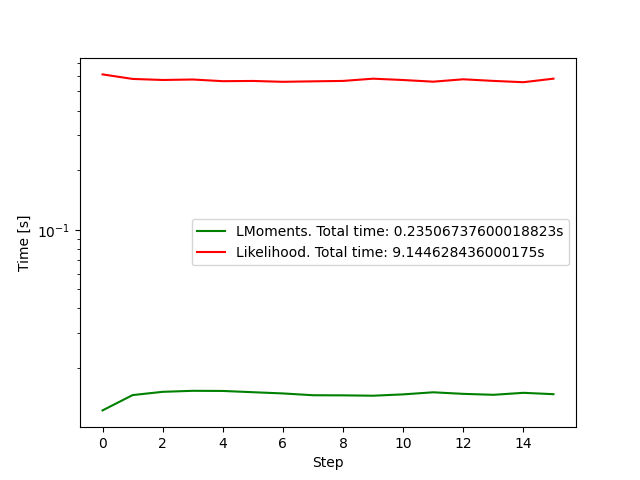 Time [s]
10⁻¹
LMoments. Total time: 0.23506737600018823s
Likelihood. Total time: 9.144628436000175s
0 2 4 6 8 10 12 14
Step